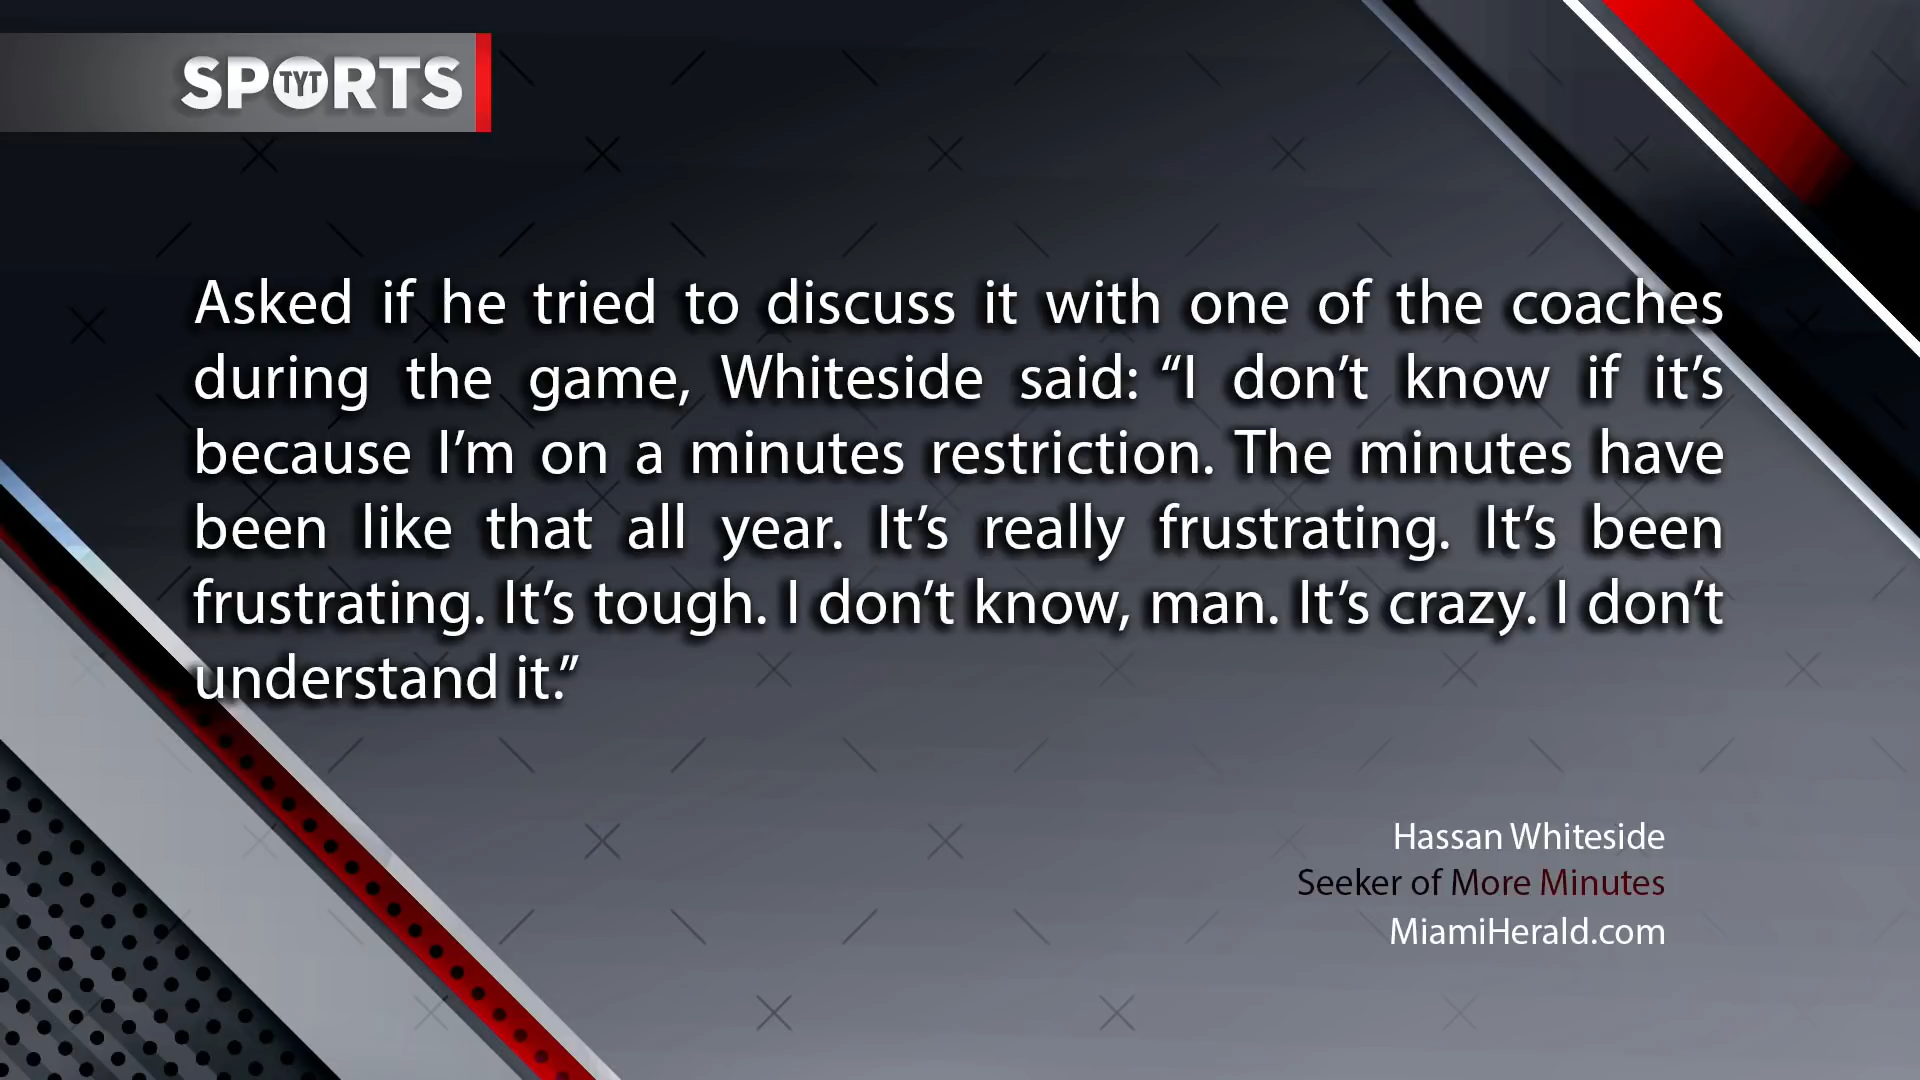 SPORTS
TYT
Asked if he tried to discuss it with one of the coaches
during the game, Whiteside said: “I don’t know if it’s
because I’m on a minutes restriction. The minutes have
been like that all year. It’s really frustrating. It’s been
frustrating. It’s tough. I don’t know, man. It’s crazy. I don’t
understand it.”
Hassan Whiteside
Seeker of More Minutes
MiamiHerald.com